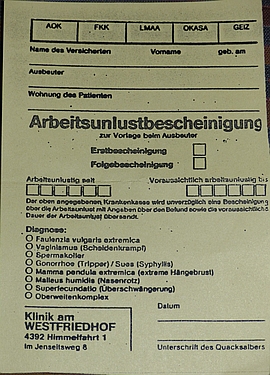 AOK FKK LMAA OKASA GEIZ
Name des Versicherten Vorname geb. am
Ausbeuter
Wohnung des Patienten
Arbeitsunlustbescheinigung
zur Vorlage beim Ausbeuter
Erstbescheinigung
Folgebescheinigung
Arbeitsunlustig seit Voraussichtlich arbeitsunlustig bis
Der oben angegebenen Krankenkasse wird unverzüglich eine Bescheinigung
über die Arbeitsunlust mit Angaben über den Befund sowie die voraussichtliche
Dauer der Arbeitsunlust übersandt.
Diagnose:
Faulenzia vulgaris extremica
Vaginismus (Scheidenkrampf)
Spermakoller
Gonorrhoe (Tripper) / Sues (Syphylis)
Mamma pendula extremica (extreme Hängebrust)
Malleus humidis (Nasenrotz)
Superfecundatio (Überschwängerung)
Oberweitenkomplex
Klinik am
WESTFRIEDHOF
4392 Himmelfahrt 1
Im Jenseitsweg 6
Datum
Unterschrift des Quacksalbers